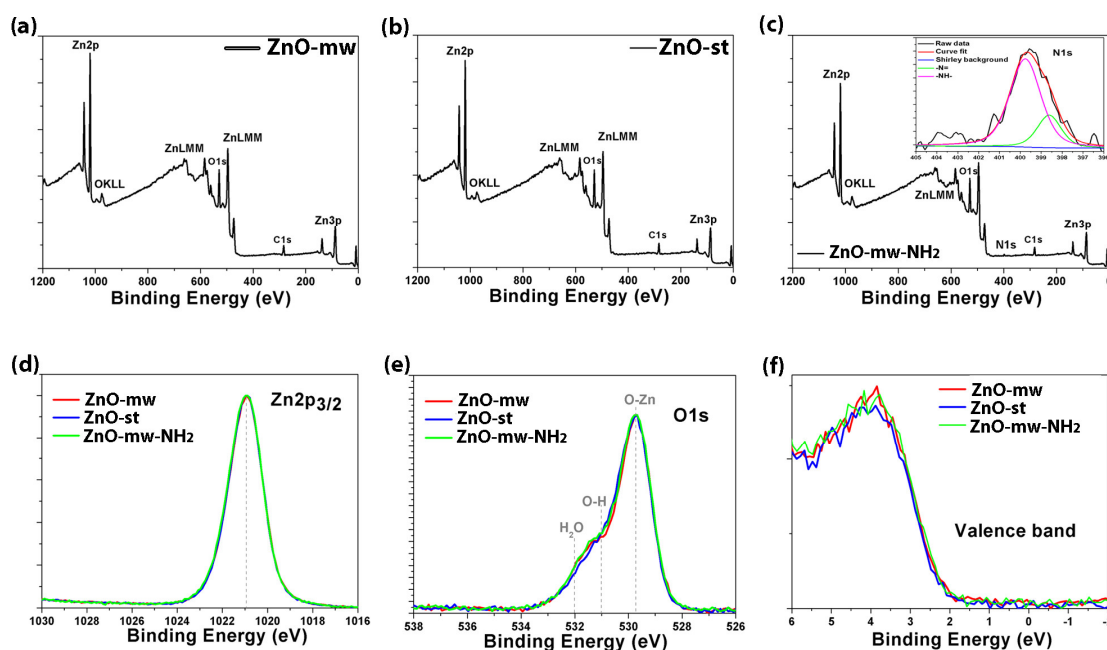 (a)
ZnO-mw
Zn2p
OKLL
ZnLMM
O1s
ZnLMM
C1s
Zn3p
1200 1000 800 600 400 200 0
Binding Energy (eV)
(b)
ZnO-st
Zn2p
OKLL
ZnLMM
O1s
ZnLMM
C1s
Zn3p
1200 1000 800 600 400 200 0
Binding Energy (eV)
(c)
Raw data
Curve fit
Shirley background
-N=
-NH-
N1s
405 404 403 402 401 400 399 398 397 396
Zn2p
OKLL
ZnLMM
O1s
N1s
C1s
Zn3p
ZnO-mw-NH2
1200 1000 800 600 400 200 0
Binding Energy (eV)
(d)
ZnO-mw
ZnO-st
ZnO-mw-NH2
Zn2p3/2
1030 1028 1026 1024 1022 1020 1018 1016
Binding Energy (eV)
(e)
ZnO-mw
ZnO-st
ZnO-mw-NH2
O-Zn
O1s
O-H
H2O
538 536 534 532 530 528 526
Binding Energy (eV)
(f)
ZnO-mw
ZnO-st
ZnO-mw-NH2
Valence band
6 5 4 3 2 1 0 -1
Binding Energy (eV)